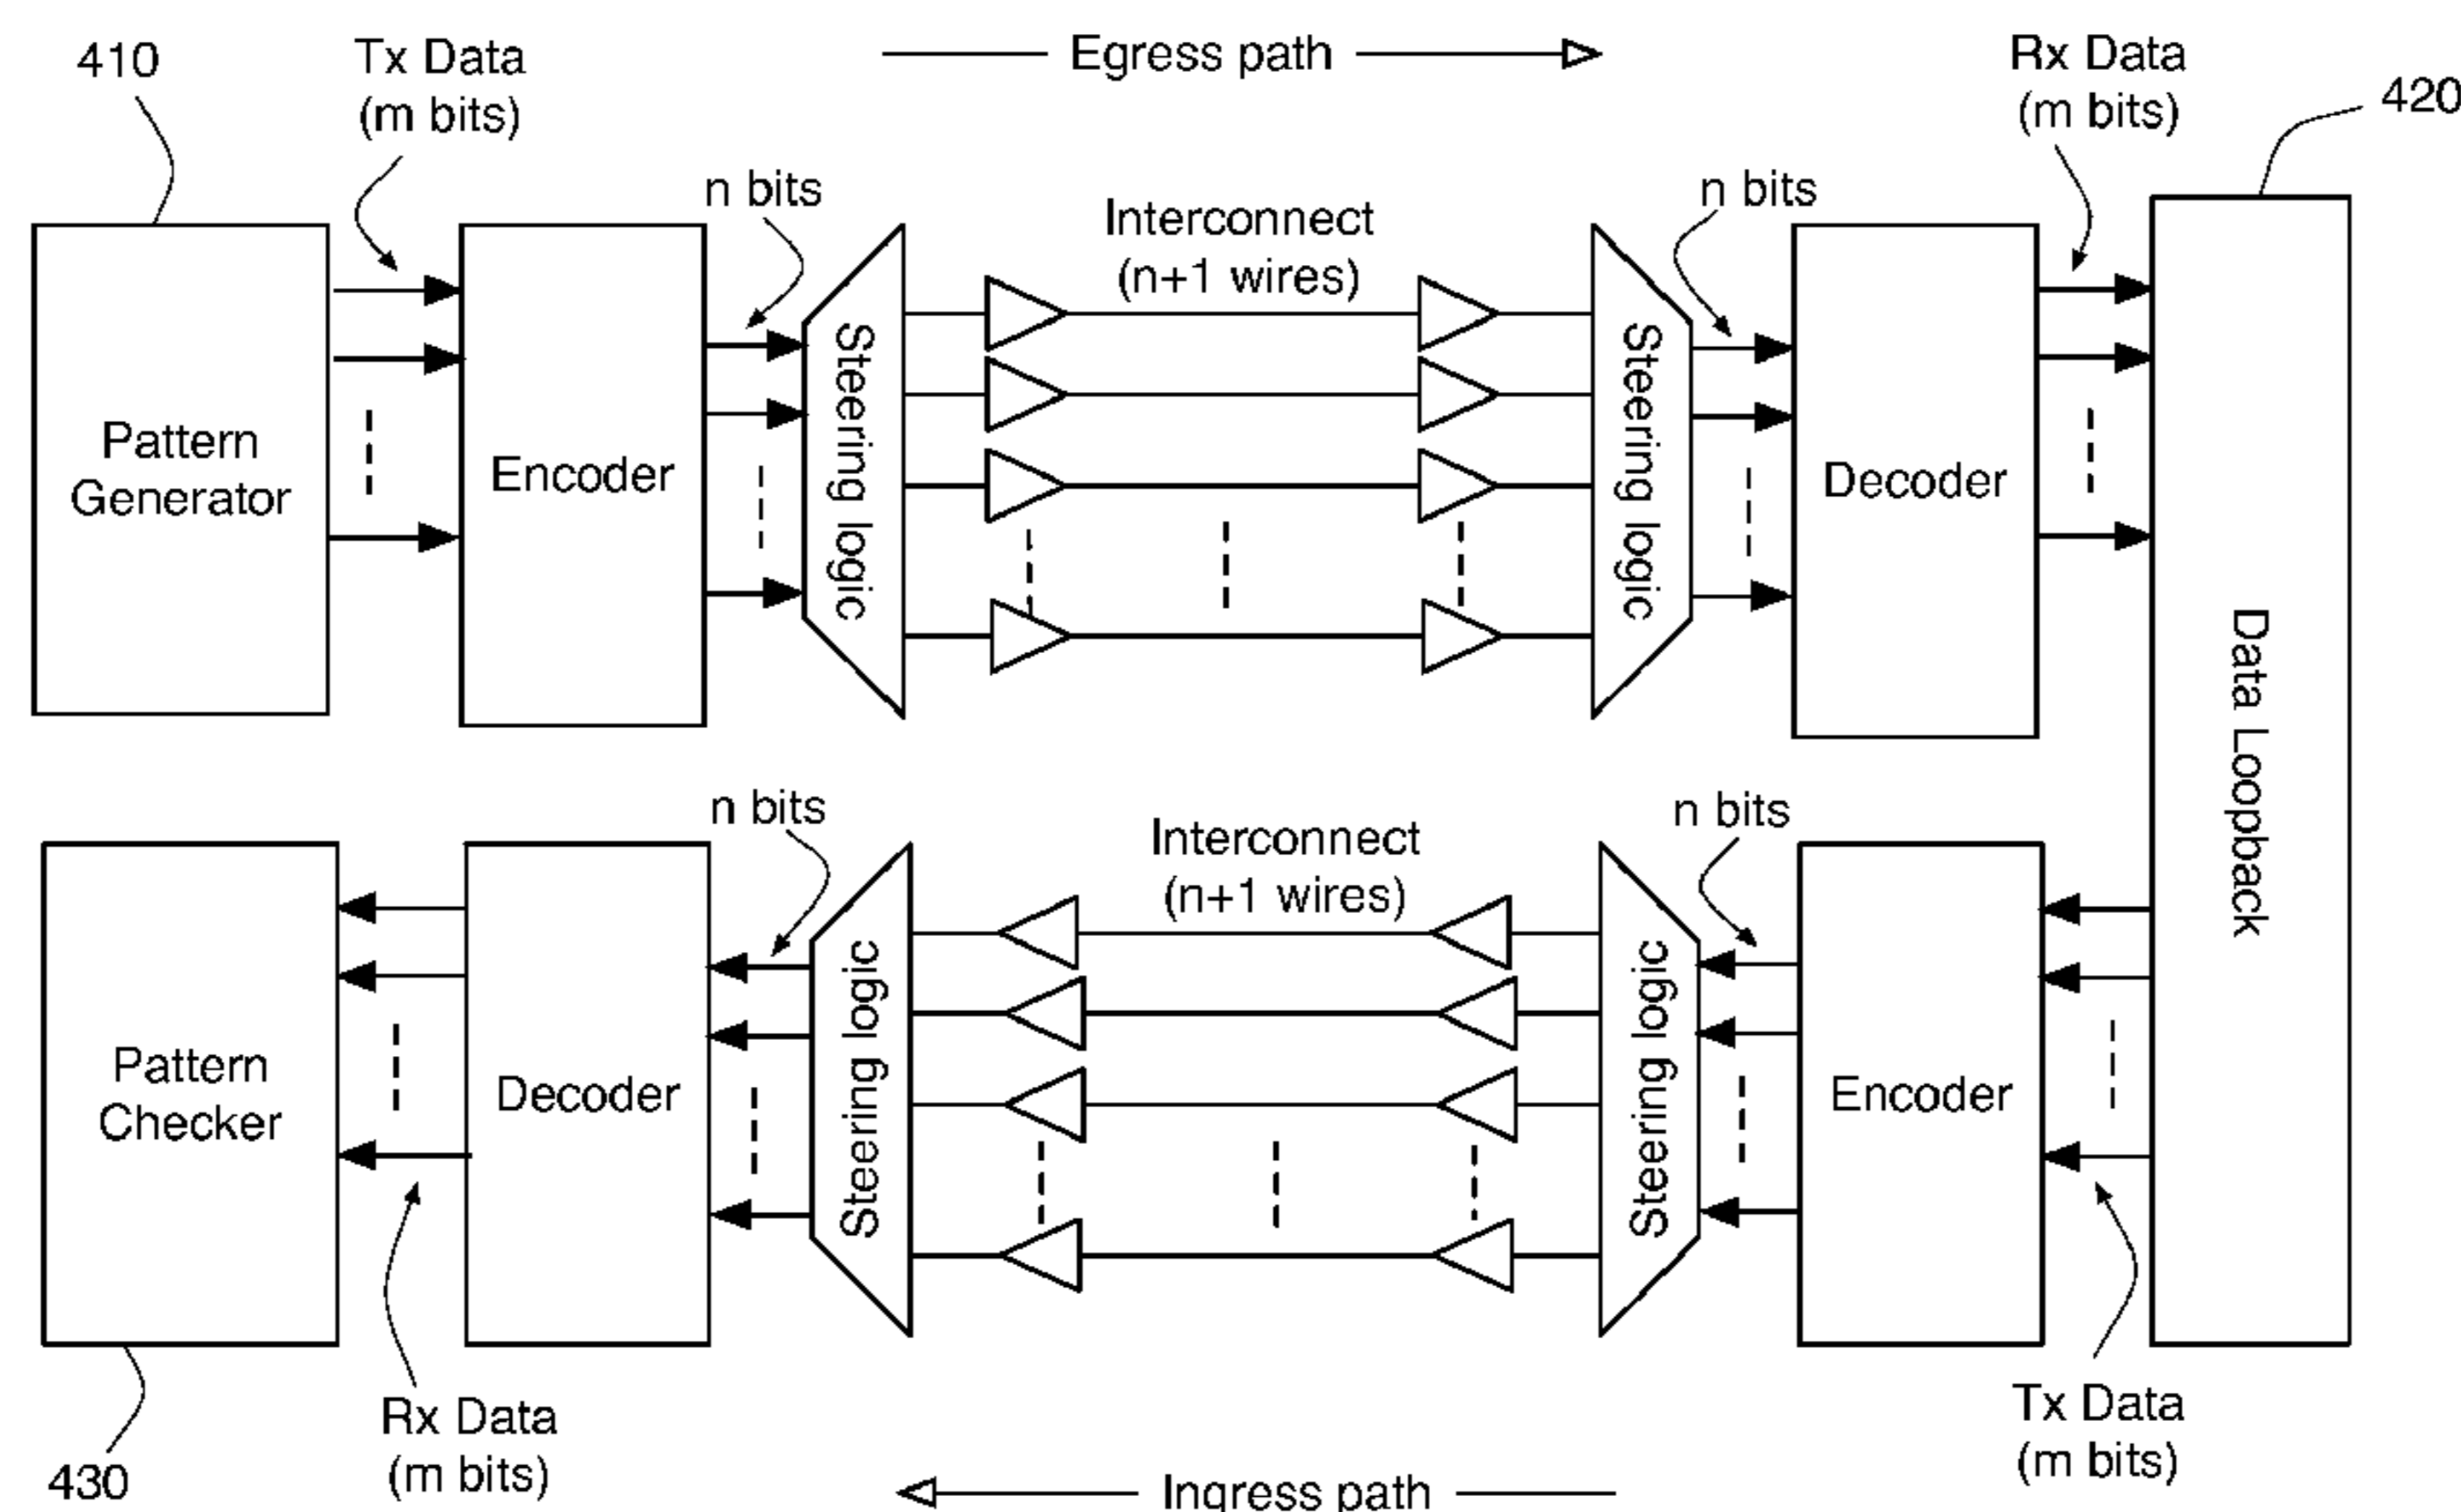 410
Tx Data
(m bits)
Egress path
Rx Data
(m bits)
420
n bits
Interconnect
(n+1 wires)
n bits
Pattern
Generator
Encoder
Steering logic
Steering logic
Decoder
Data Loopback
n bits
Interconnect
(n+1 wires)
n bits
Pattern
Checker
Decoder
Steering logic
Steering logic
Encoder
Rx Data
(m bits)
Tx Data
(m bits)
430
Ingress path